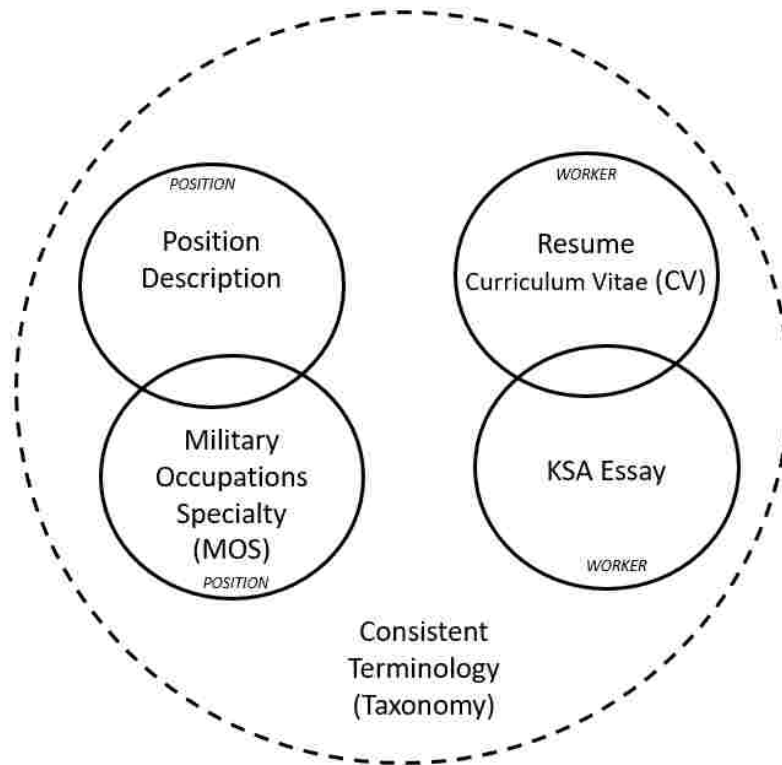 POSITION
Position
Description
Military
Occupations
Specialty
(MOS)
POSITION
WORKER
Resume
Curriculum Vitae (CV)
KSA Essay
WORKER
Consistent
Terminology
(Taxonomy)